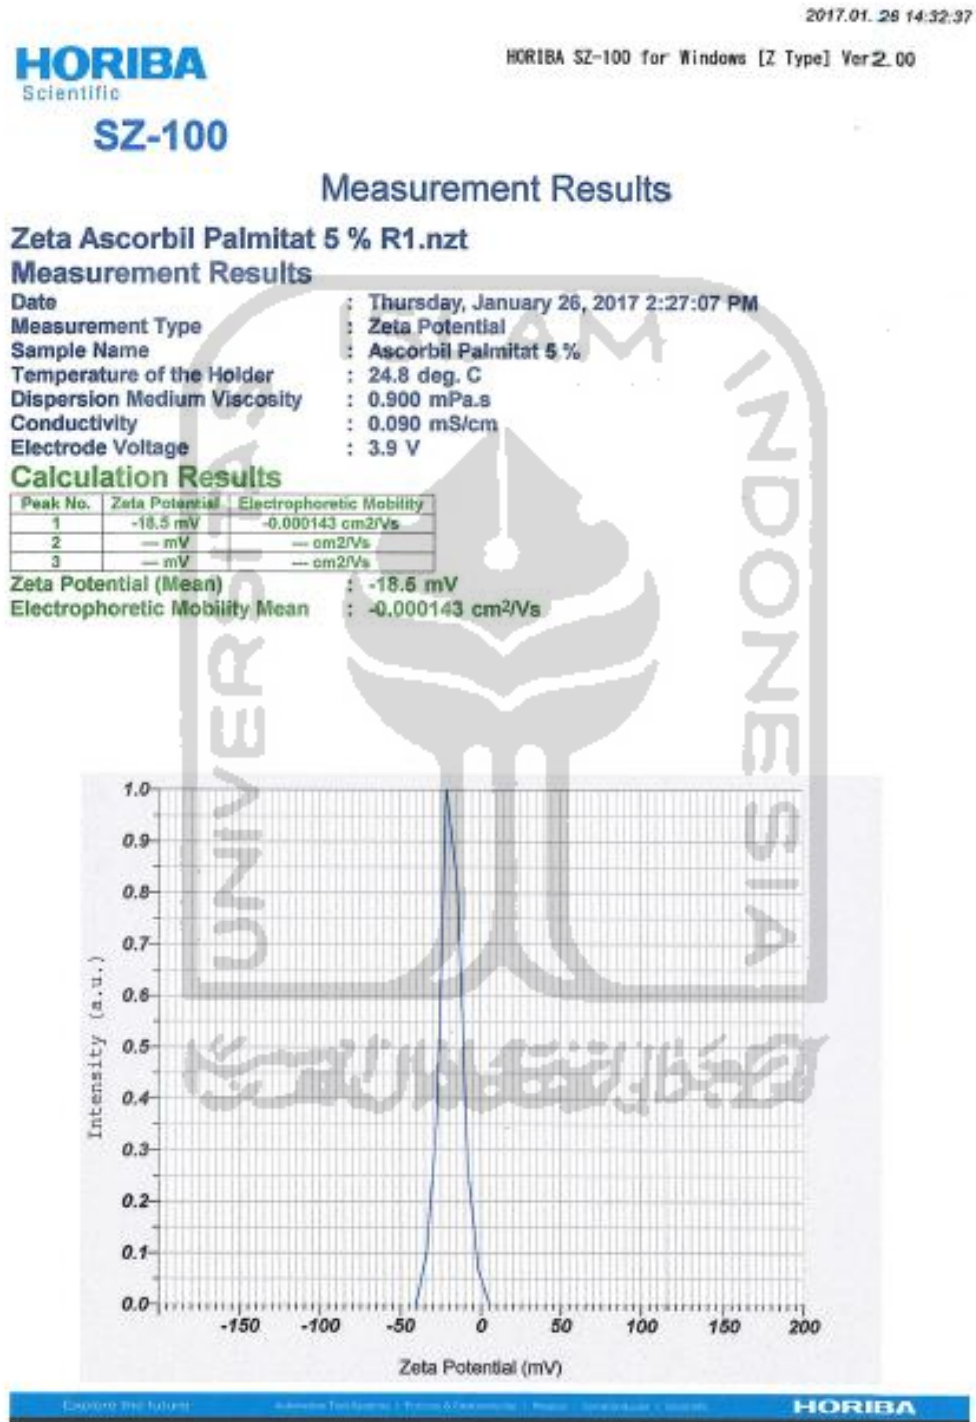 2017.01. 26 14:32:37
HORIBA
Scientific
HORIBA SZ-100 for Windows [Z Type] Ver2.00
SZ-100
Measurement Results
Zeta Ascorbil Palmitat 5 % R1.nzt
Measurement Results
Date : Thursday, January 26, 2017 2:27:07 PM
Measurement Type : Zeta Potential
Sample Name : Ascorbil Palmitat 5 %
Temperature of the Holder : 24.8 deg. C
Dispersion Medium Viscosity : 0.900 mPa.s
Conductivity : 0.090 mS/cm
Electrode Voltage : 3.9 V
Calculation Results
Peak No. Zeta Potential Electrophoretic Mobility
1 -18.5 mV -0.000143 cm2/Vs
2 --- mV --- cm2/Vs
3 --- mV --- cm2/Vs
Zeta Potential (Mean) : -18.5 mV
Electrophoretic Mobility Mean : -0.000143 cm²/Vs
UNIVERSITAS ISLAM INDONESIA
1.0
0.9
0.8
0.7
0.6
0.5
0.4
0.3
0.2
0.1
0.0
Intensity (a.u.)
-150 -100 -50 0 50 100 150 200
Zeta Potential (mV)
Explore the future
HORIBA